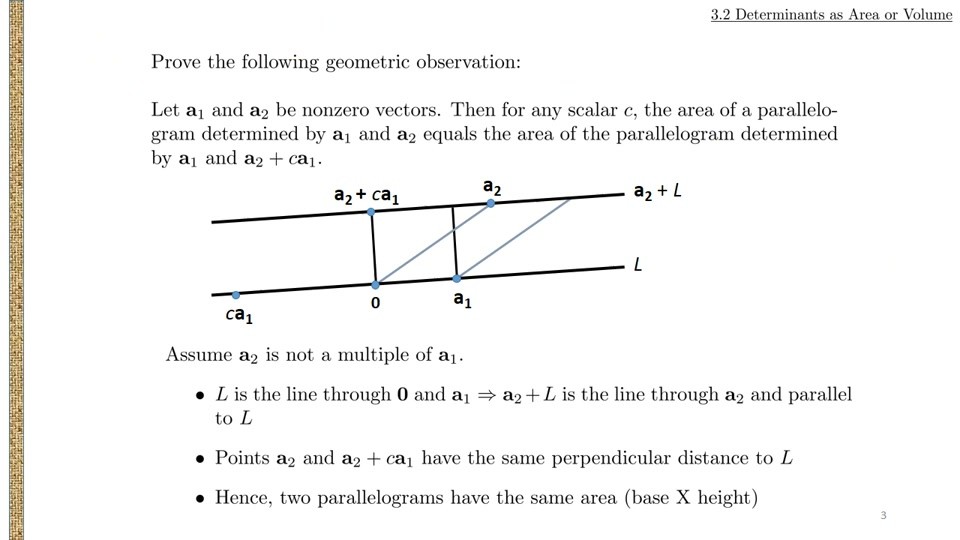 3.2 Determinants as Area or Volume
Prove the following geometric observation:
Let a₁ and a₂ be nonzero vectors. Then for any scalar c, the area of a parallelo-
gram determined by a₁ and a₂ equals the area of the parallelogram determined
by a₁ and a₂ + ca₁.
a₂ + ca₁
a₂
a₂ + L
L
0
a₁
ca₁
Assume a₂ is not a multiple of a₁.
• L is the line through 0 and a₁ ⇒ a₂ + L is the line through a₂ and parallel
to L
• Points a₂ and a₂ + ca₁ have the same perpendicular distance to L
• Hence, two parallelograms have the same area (base X height)
3